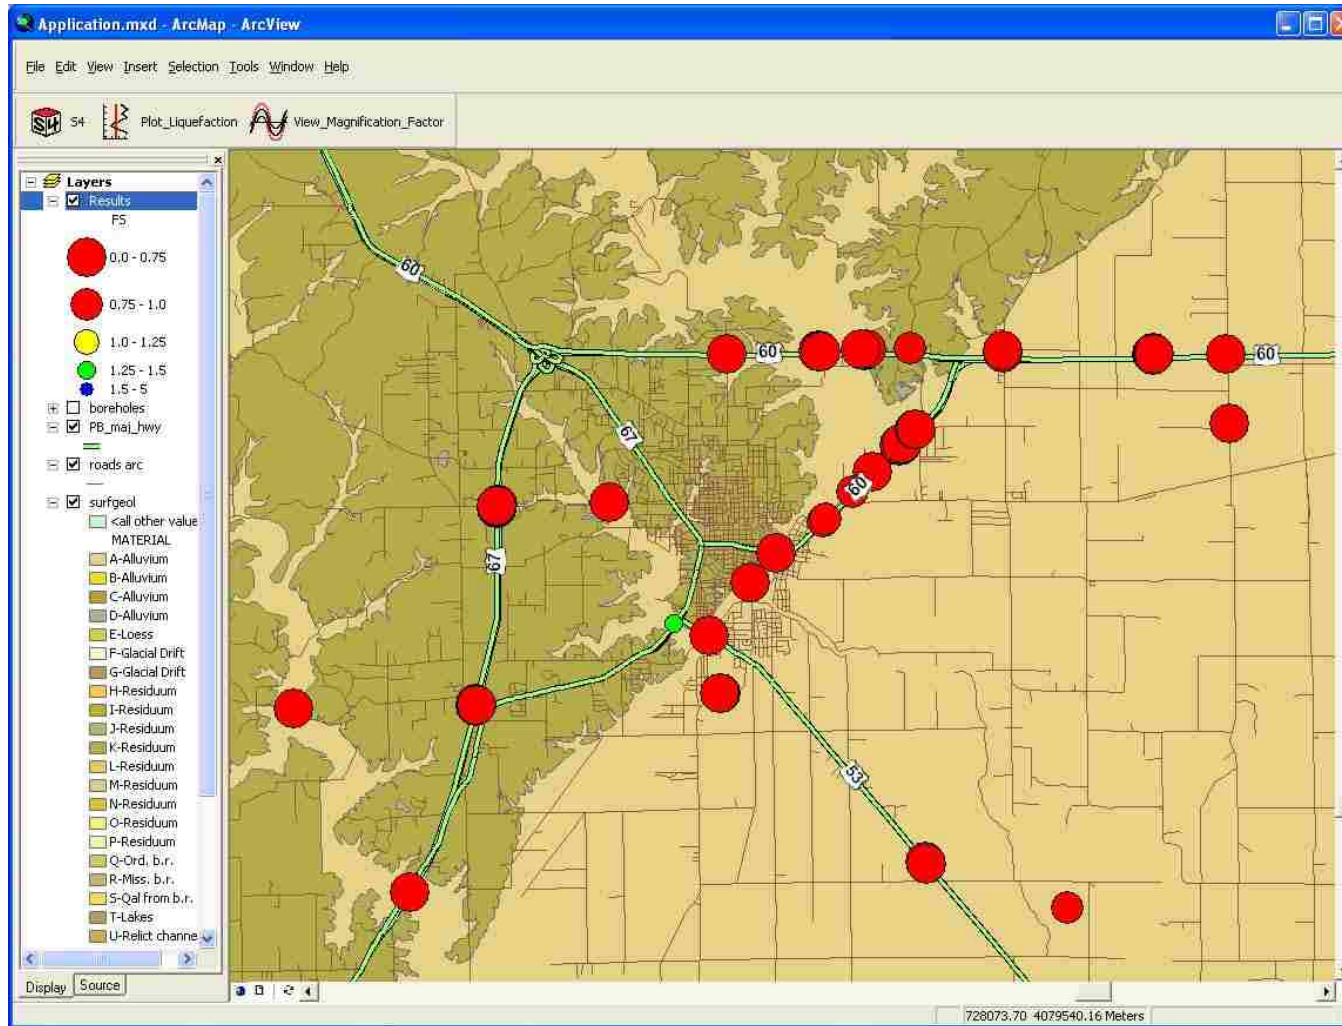 Application.mxd - ArcMap - ArcView
File Edit View Insert Selection Tools Window Help
S4 Plot_Liquefaction View_Magnification_Factor
Layers
Results
FS
0.0 - 0.75
0.75 - 1.0
1.0 - 1.25
1.25 - 1.5
1.5 - 5
boreholes
PB_maj_hwy
roads arc
surfgeol
<all other value
MATERIAL
A-Alluvium
B-Alluvium
C-Alluvium
D-Alluvium
E-Loess
F-Glacial Drift
G-Glacial Drift
H-Residuum
I-Residuum
J-Residuum
K-Residuum
L-Residuum
M-Residuum
N-Residuum
O-Residuum
P-Residuum
Q-Ord. b.r.
R-Miss. b.r.
S-Qal from b.r.
T-Lakes
U-Relict channe
Display Source
60
60
60
67
60
67
53
728073.70 4079540.16 Meters